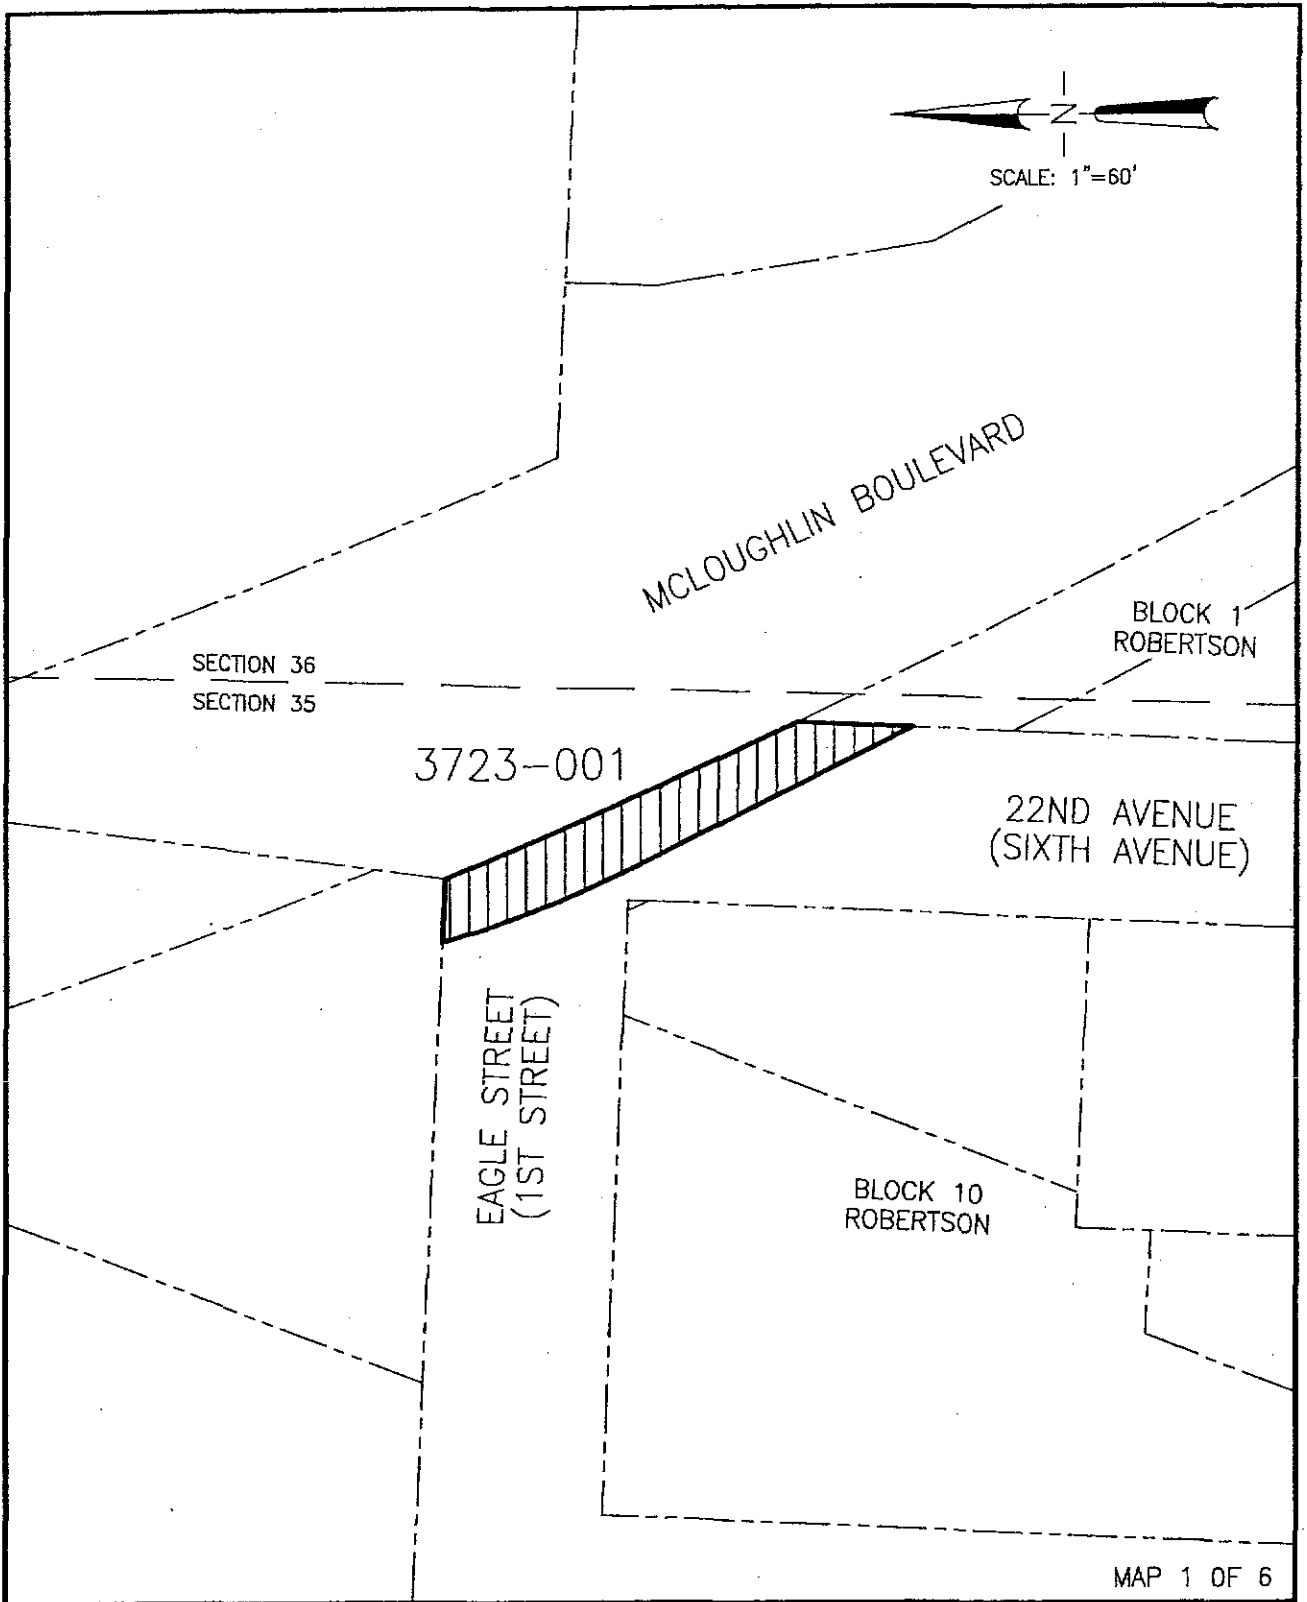 N
SCALE: 1"=60'
MCLOUGHLIN BOULEVARD
BLOCK 1
ROBERTSON
SECTION 36
SECTION 35
3723-001
22ND AVENUE
(SIXTH AVENUE)
EAGLE STREET
(1ST STREET)
BLOCK 10
ROBERTSON
MAP 1 OF 6